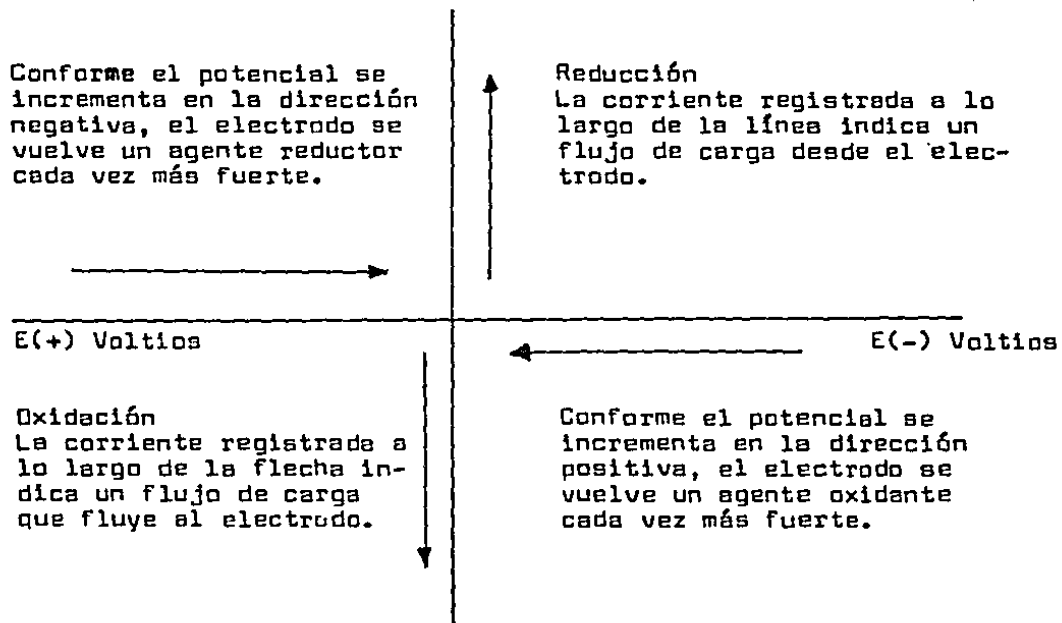 Conforme el potencial se
incrementa en la dirección
negativa, el electrodo se
vuelve un agente reductor
cada vez más fuerte.
Reducción
La corriente registrada a lo
largo de la línea indica un
flujo de carga desde el elec-
trodo.
E(+) Voltios
E(-) Voltios
Oxidación
La corriente registrada a
lo largo de la flecha in-
dica un flujo de carga
que fluye al electrodo.
Conforme el potencial se
incrementa en la dirección
positiva, el electrodo se
vuelve un agente oxidante
cada vez más fuerte.